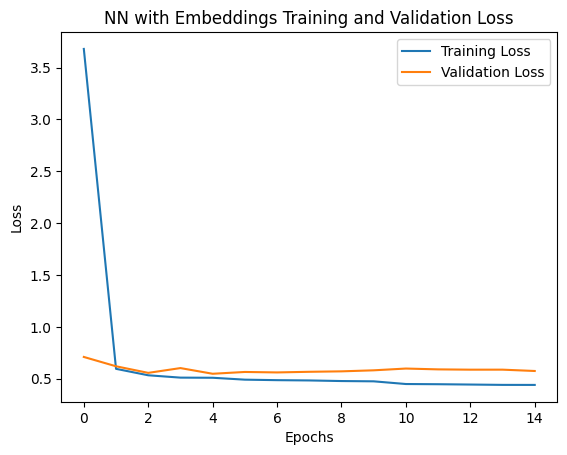 NN with Embeddings Training and Validation Loss
Training Loss
Validation Loss
3.5
3.0
2.5
2.0
1.5
1.0
0.5
Loss
0 2 4 6 8 10 12 14
Epochs